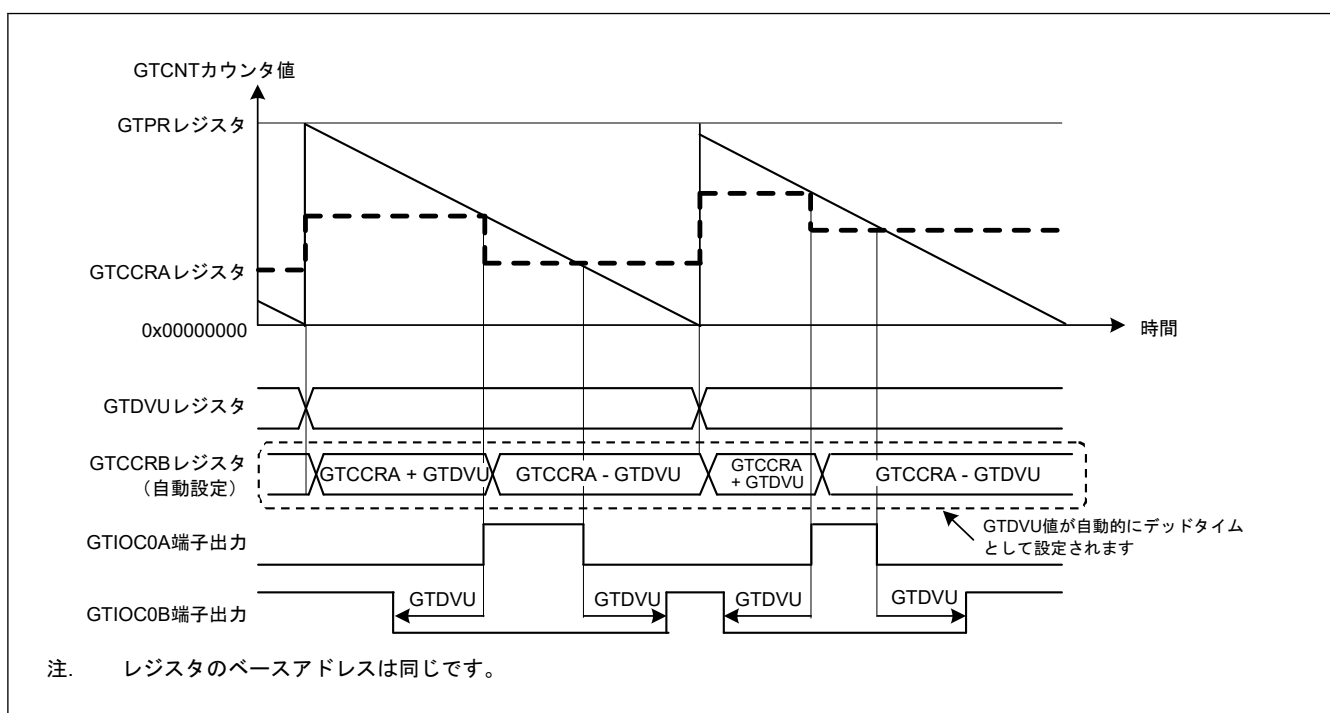 GTCNTカウンタ値
GTPRレジスタ
GTCCRAレジスタ
0x00000000
時間
GTDVUレジスタ
GTCCRBレジスタ
(自動設定)
GTCCRA + GTDVU
GTCCRA - GTDVU
GTCCRA
+ GTDVU
GTCCRA - GTDVU
GTDVU値が自動的にデッドタイム
として設定されます
GTIOC0A端子出力
GTIOC0B端子出力
GTDVU
GTDVU
GTDVU
GTDVU
注. レジスタのベースアドレスは同じです。